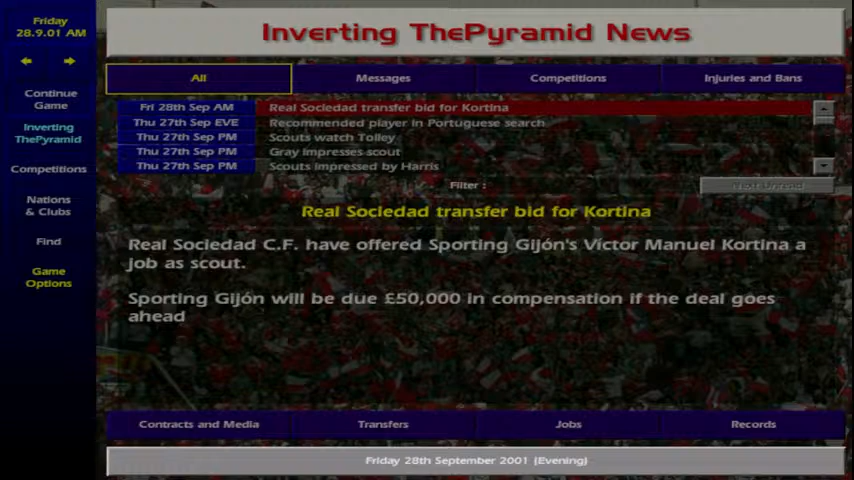 Friday
28.9.01 AM
Inverting ThePyramid News
All
Messages
Competitions
Injuries and Bans
Continue
Game
Inverting
ThePyramid
Competitions
Nations
& Clubs
Find
Game
Options
Fri 28th Sep AM Real Sociedad transfer bid for Kortina
Thu 27th Sep EVE Recommended player in Portuguese search
Thu 27th Sep PM Scouts watch Tolley
Thu 27th Sep PM Gray impresses scout
Thu 27th Sep PM Scouts impressed by Harris
Filter :
Next Unread
Real Sociedad transfer bid for Kortina
Real Sociedad C.F. have offered Sporting Gijón's Víctor Manuel Kortina a
job as scout.
Sporting Gijón will be due £50,000 in compensation if the deal goes
ahead
Contracts and Media
Transfers
Jobs
Records
Friday 28th September 2001 (Evening)